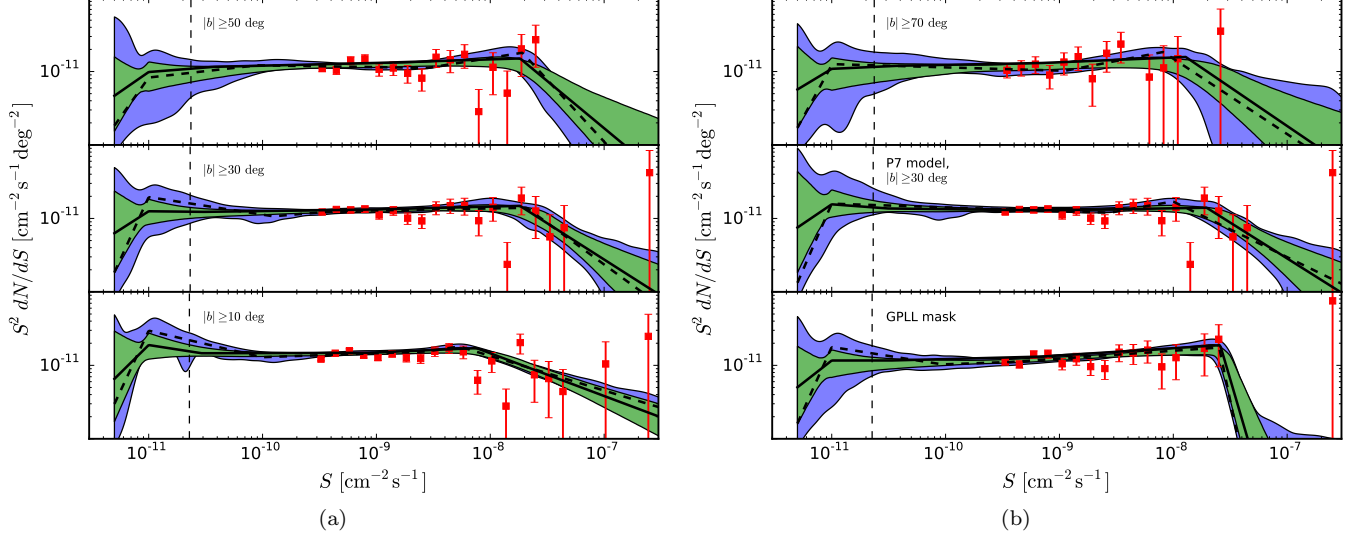 |b| ≥50 deg
10⁻¹¹
|b| ≥30 deg
10⁻¹¹
|b| ≥10 deg
10⁻¹¹
S² dN/dS [cm⁻² s⁻¹ deg⁻²]
10⁻¹¹ 10⁻¹⁰ 10⁻⁹ 10⁻⁸ 10⁻⁷
S [cm⁻² s⁻¹]
(a)
|b| ≥70 deg
10⁻¹¹
P7 model,
|b| ≥30 deg
10⁻¹¹
GPLL mask
10⁻¹¹
S² dN/dS [cm⁻² s⁻¹ deg⁻²]
10⁻¹¹ 10⁻¹⁰ 10⁻⁹ 10⁻⁸ 10⁻⁷
S [cm⁻² s⁻¹]
(b)